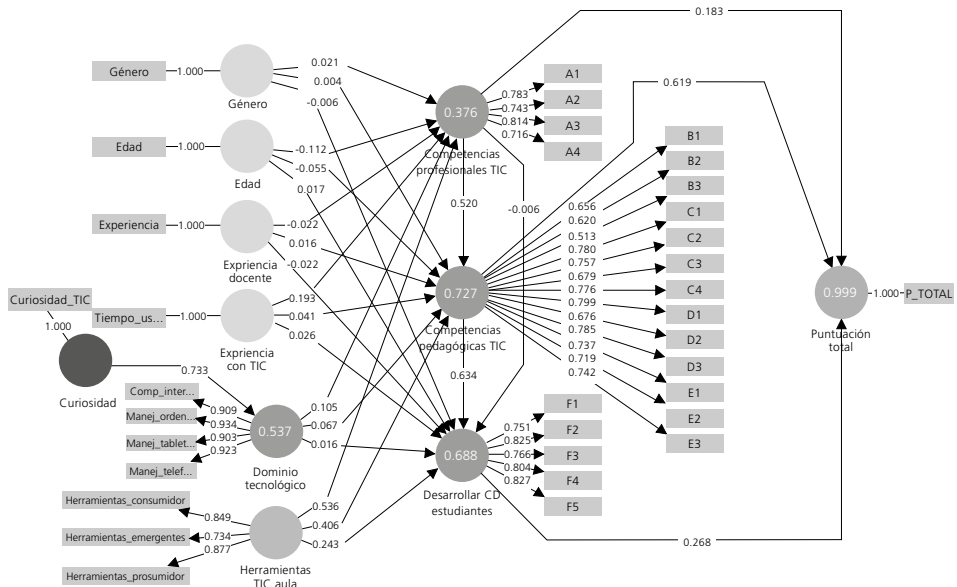 0.183
Género
1.000
Género
0.021
0.004
-0.006
0.376
Competencias
profesionales TIC
0.783
0.743
0.814
0.716
A1
A2
A3
A4
0.619
Edad
1.000
Edad
-0.112
-0.055
0.017
Experiencia
1.000
Expriencia
docente
-0.022
0.016
-0.022
0.520
-0.006
B1
B2
B3
C1
C2
C3
C4
D1
D2
D3
E1
E2
E3
0.656
0.620
0.513
0.780
0.757
0.679
0.776
0.799
0.676
0.785
0.737
0.719
0.742
0.727
Competencias
pedagógicas TIC
0.634
0.999
1.000
P_TOTAL
Puntuación
total
Curiosidad_TIC
1.000
Tiempo_us...
1.000
Expriencia
con TIC
0.193
0.041
0.026
Curiosidad
0.733
Comp_inter...
Manej_orden...
Manej_tablet...
Manej_telef...
0.909
0.934
0.903
0.923
0.537
Dominio
tecnológico
0.105
0.067
0.016
0.688
Desarrollar CD
estudiantes
0.751
0.825
0.766
0.804
0.827
F1
F2
F3
F4
F5
Herramientas_consumidor
Herramientas_emergentes
Herramientas_prosumidor
0.849
0.734
0.877
Herramientas
TIC aula
0.536
0.406
0.243
0.268